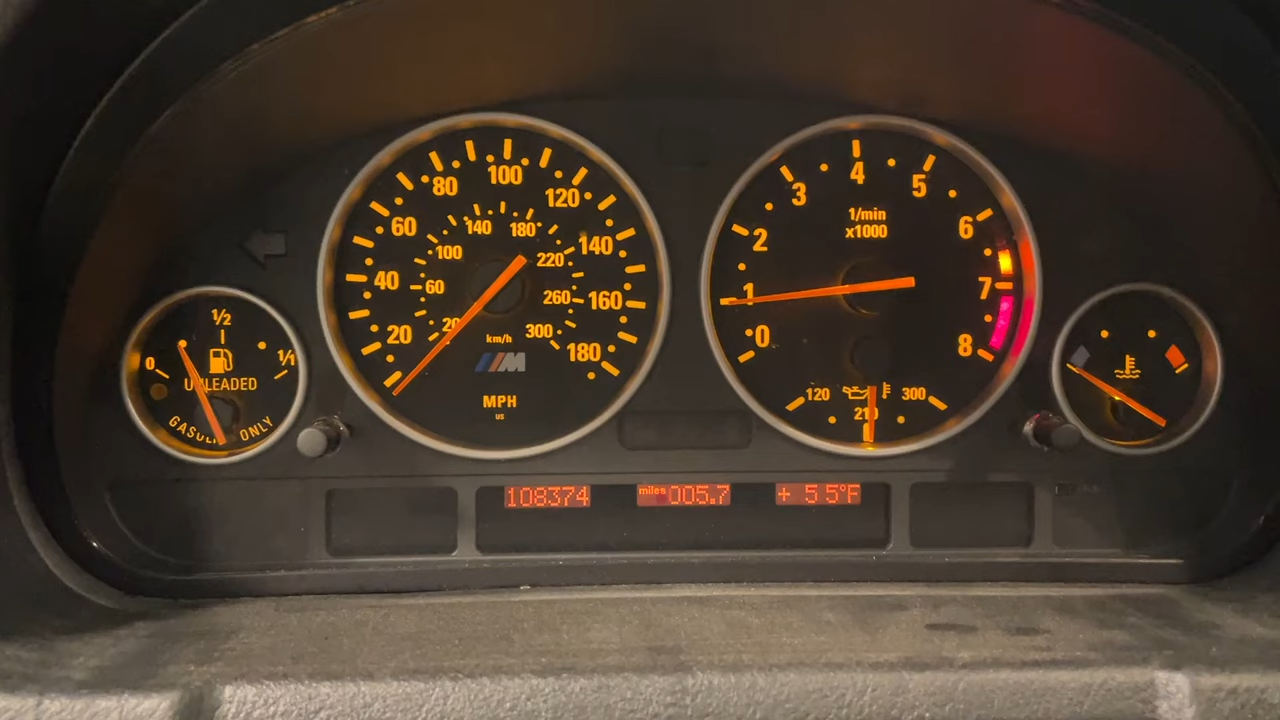 0 1/2 1/1
UNLEADED
GASOLINE ONLY
20 40 60 80 100 120 140 160 180
20 60 100 140 180 220 260 300
km/h
M
MPH
US
0 1 2 3 4 5 6 7 8
1/min
x1000
120 210 300
108374 miles 005.7 + 55°F